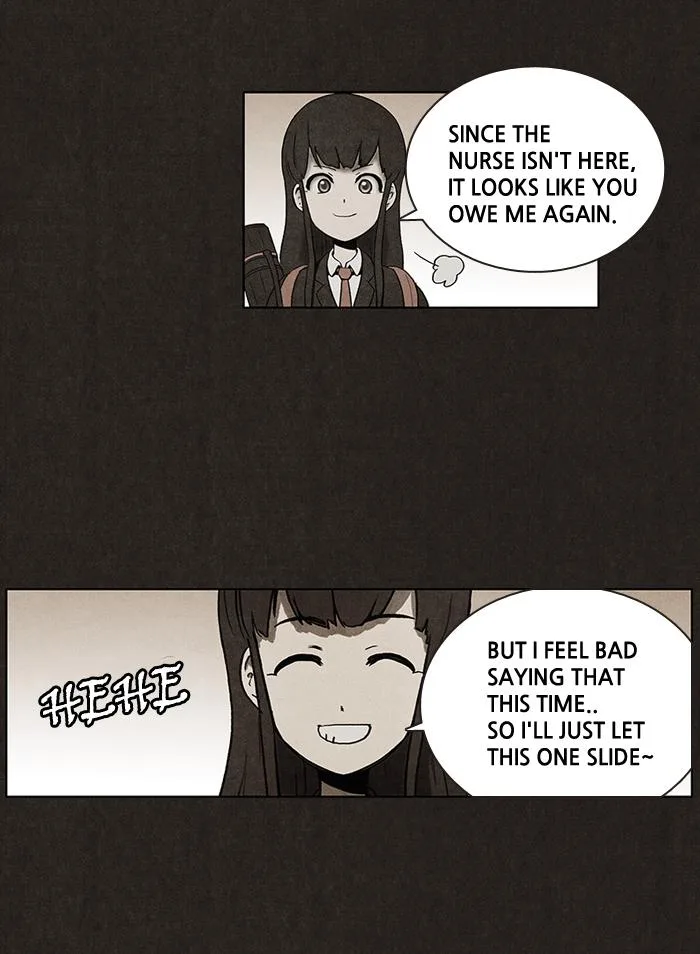 SINCE THE
NURSE ISN'T HERE,
IT LOOKS LIKE YOU
OWE ME AGAIN.
HEHE
BUT I FEEL BAD
SAYING THAT
THIS TIME..
SO I'LL JUST LET
THIS ONE SLIDE~